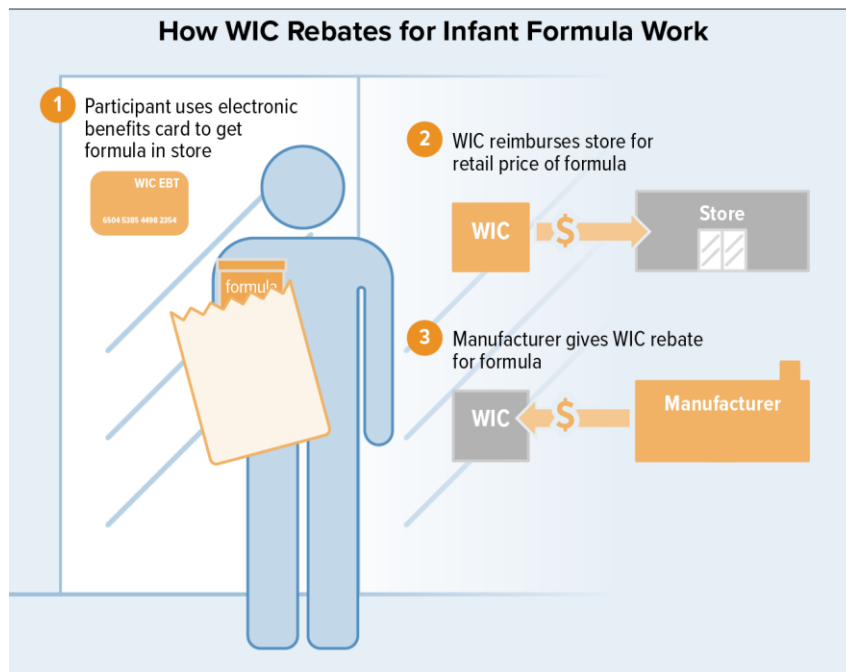 How WIC Rebates for Infant Formula Work
1
Participant uses electronic
benefits card to get
formula in store
WIC EBT
6504 5385 4498 2354
formula
2
WIC reimburses store for
retail price of formula
WIC
$
Store
3
Manufacturer gives WIC rebate
for formula
WIC
$
Manufacturer